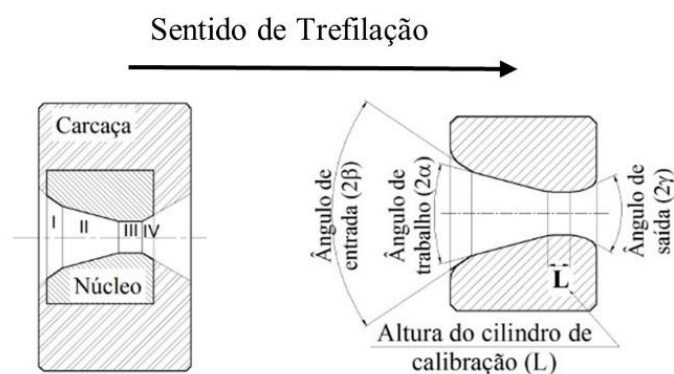 Sentido de Trefilação
Carcaça
I
II
III
IV
Núcleo
Ângulo de
entrada (2β)
Ângulo de
trabalho (2α)
Ângulo de
saída (2γ)
L
Altura do cilindro de
calibração (L)